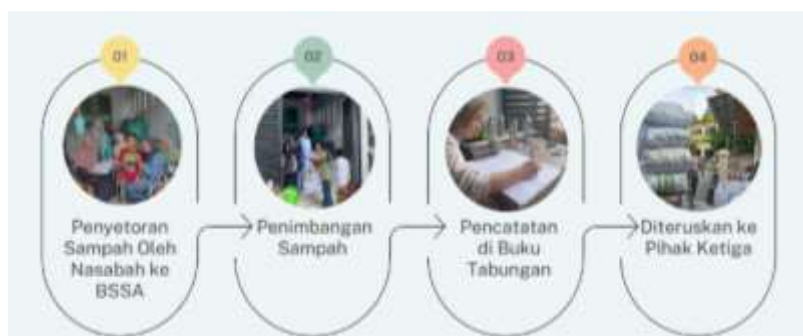 01
Penyetoran
Sampah Oleh
Nasabah ke
BSSA
02
Penimbangan
Sampah
03
Pencatatan
di Buku
Tabungan
04
Diteruskan ke
Pihak Ketiga